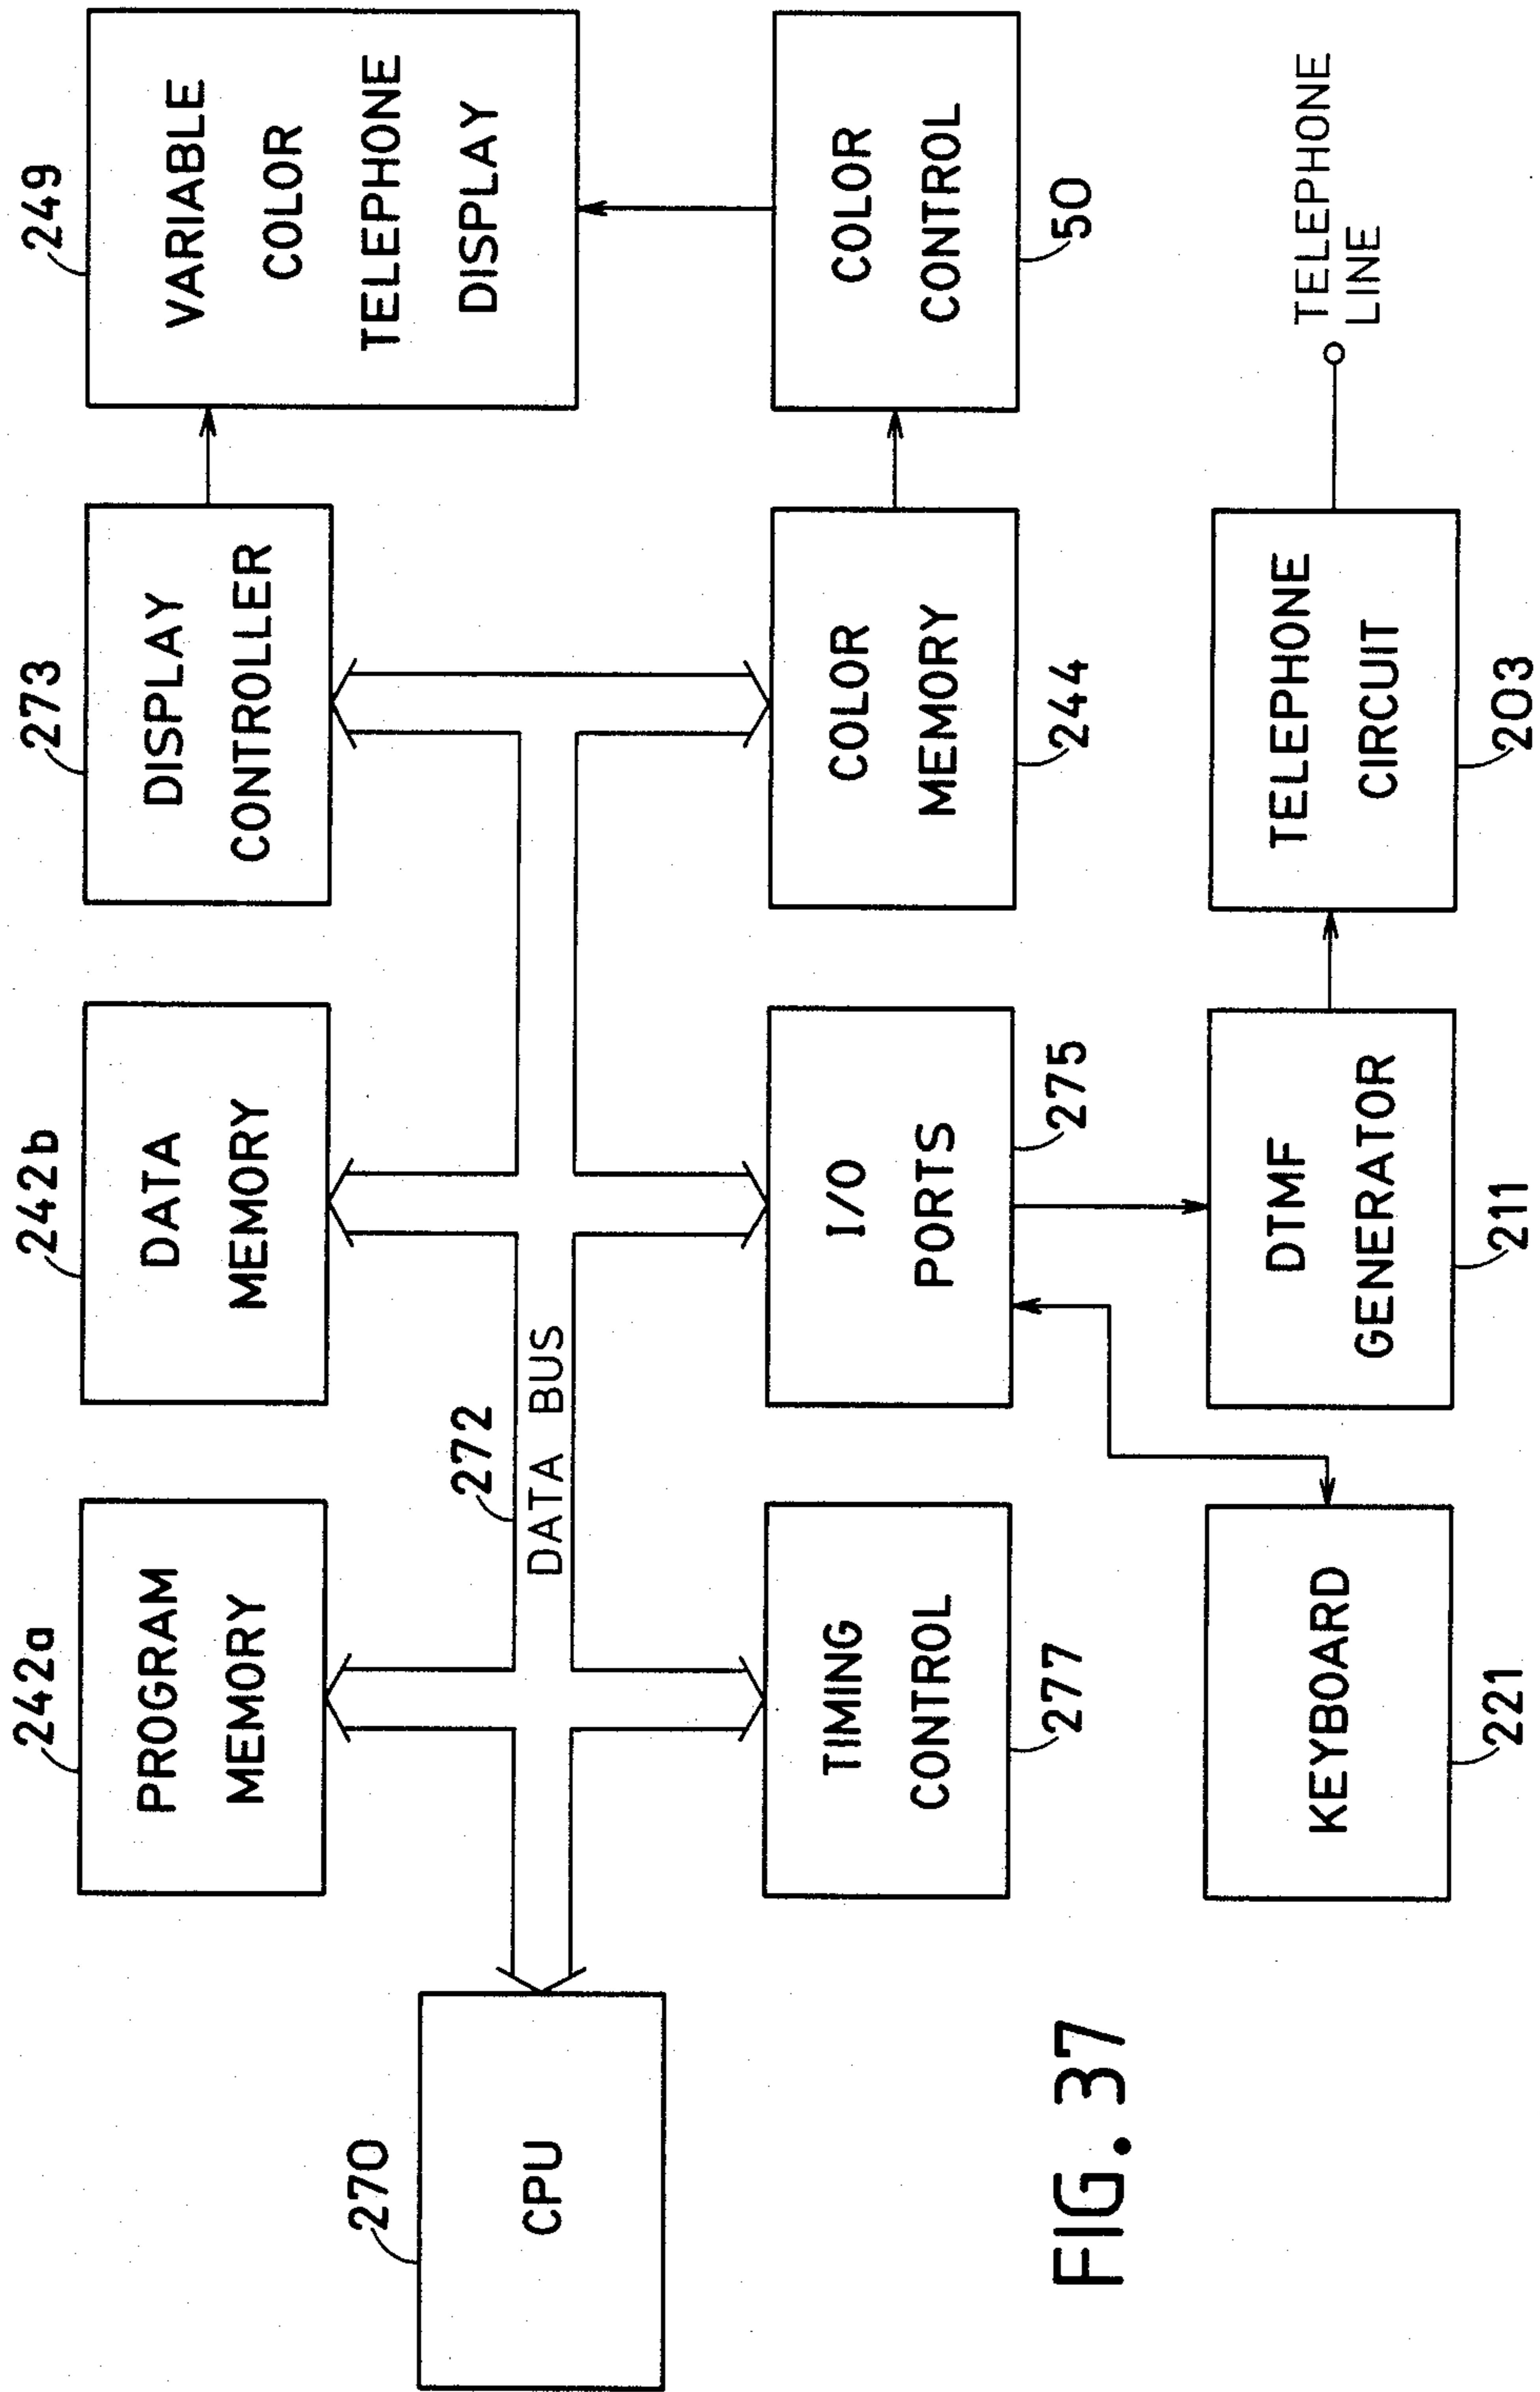 242a
PROGRAM
MEMORY
242b
DATA
MEMORY
273
DISPLAY
CONTROLLER
249
VARIABLE
COLOR
TELEPHONE
DISPLAY
270
CPU
272
DATA BUS
TIMING
CONTROL
277
I/O
PORTS
275
COLOR
MEMORY
244
COLOR
CONTROL
50
KEYBOARD
221
DTMF
GENERATOR
211
TELEPHONE
CIRCUIT
203
TELEPHONE
LINE
FIG. 37